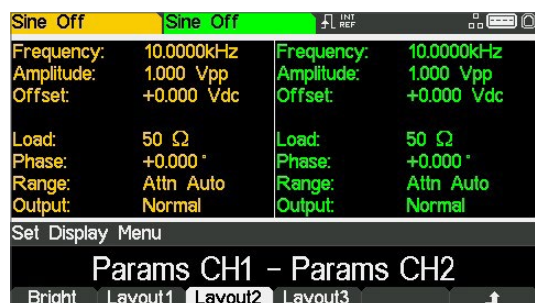 Sine Off Sine Off INT REF
Frequency: 10.0000kHz Frequency: 10.0000kHz
Amplitude: 1.000 Vpp Amplitude: 1.000 Vpp
Offset: +0.000 Vdc Offset: +0.000 Vdc
Load: 50 Ω Load: 50 Ω
Phase: +0.000° Phase: +0.000°
Range: Attn Auto Range: Attn Auto
Output: Normal Output: Normal
Set Display Menu
Params CH1 – Params CH2
Bright Layout1 Layout2 Layout3